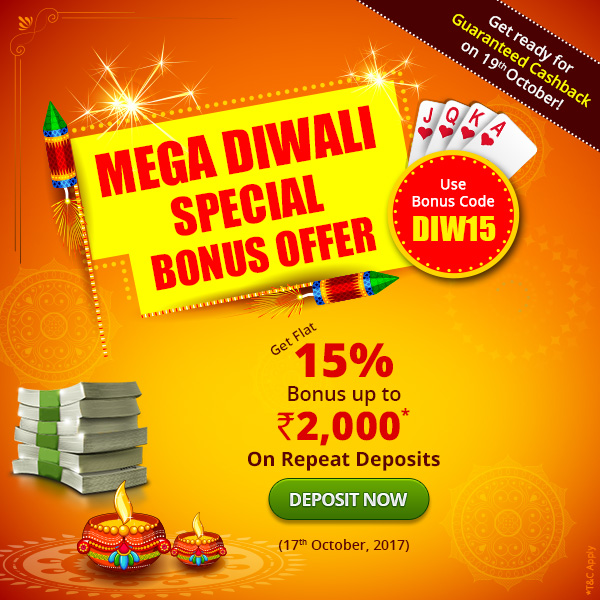 Get ready for
Guaranteed Cashback
on 19th October!
J Q K A
MEGA DIWALI
SPECIAL
BONUS OFFER
Use
Bonus Code
DIW15
Get Flat
15%
Bonus up to
₹2,000*
On Repeat Deposits
DEPOSIT NOW
(17th October, 2017)
*T&C Apply